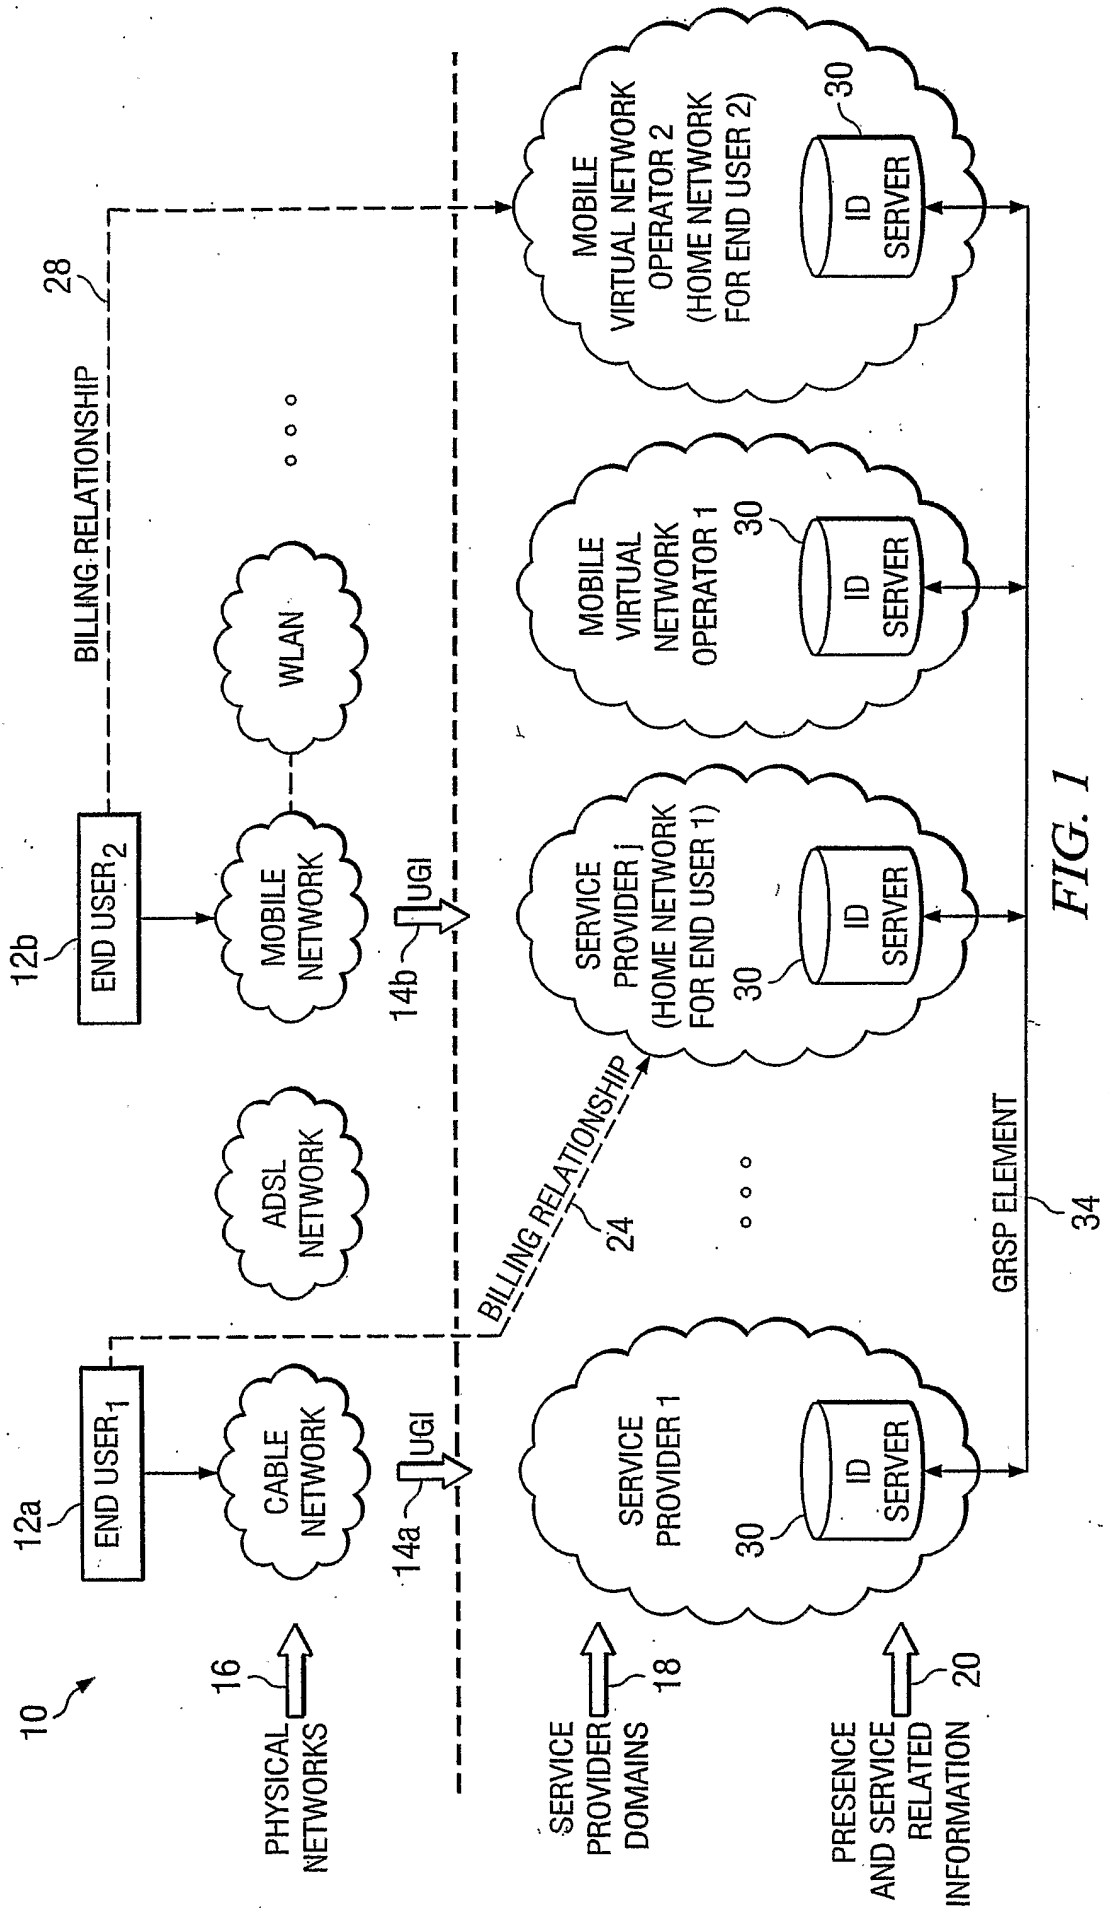 10
12a
END USER1
12b
END USER2
BILLING RELATIONSHIP
28
PHYSICAL
NETWORKS
16
CABLE
NETWORK
ADSL
NETWORK
MOBILE
NETWORK
WLAN
14a
UGI
14b
UGI
BILLING RELATIONSHIP
24
SERVICE
PROVIDER
DOMAINS
18
SERVICE
PROVIDER 1
SERVICE
PROVIDER j
(HOME NETWORK
FOR END USER 1)
MOBILE
VIRTUAL
NETWORK
OPERATOR 1
MOBILE
VIRTUAL NETWORK
OPERATOR 2
(HOME NETWORK
FOR END USER 2)
PRESENCE
AND SERVICE
RELATED
INFORMATION
20
30
ID
SERVER
30
ID
SERVER
30
ID
SERVER
30
ID
SERVER
GRSP ELEMENT
34
FIG. 1